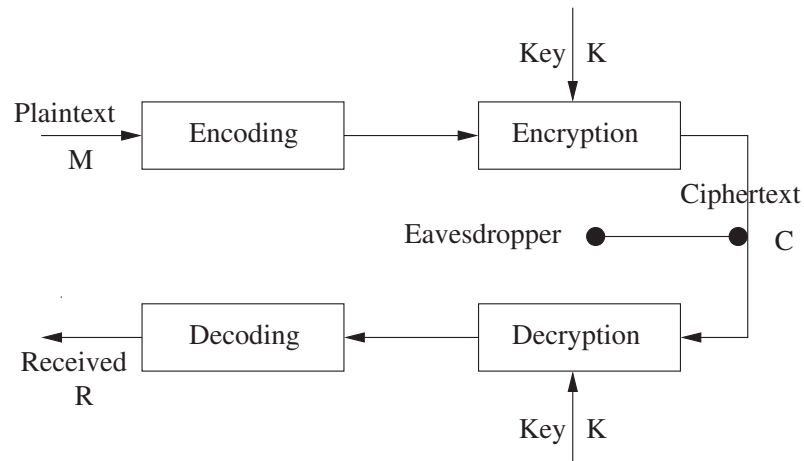 Key K
Plaintext
M
Encoding
Encryption
Ciphertext
Eavesdropper
C
Decoding
Decryption
Received
R
Key K